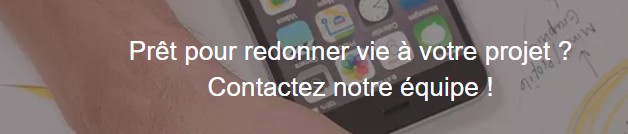 Prêt pour redonner vie à votre projet ?
Contactez notre équipe !